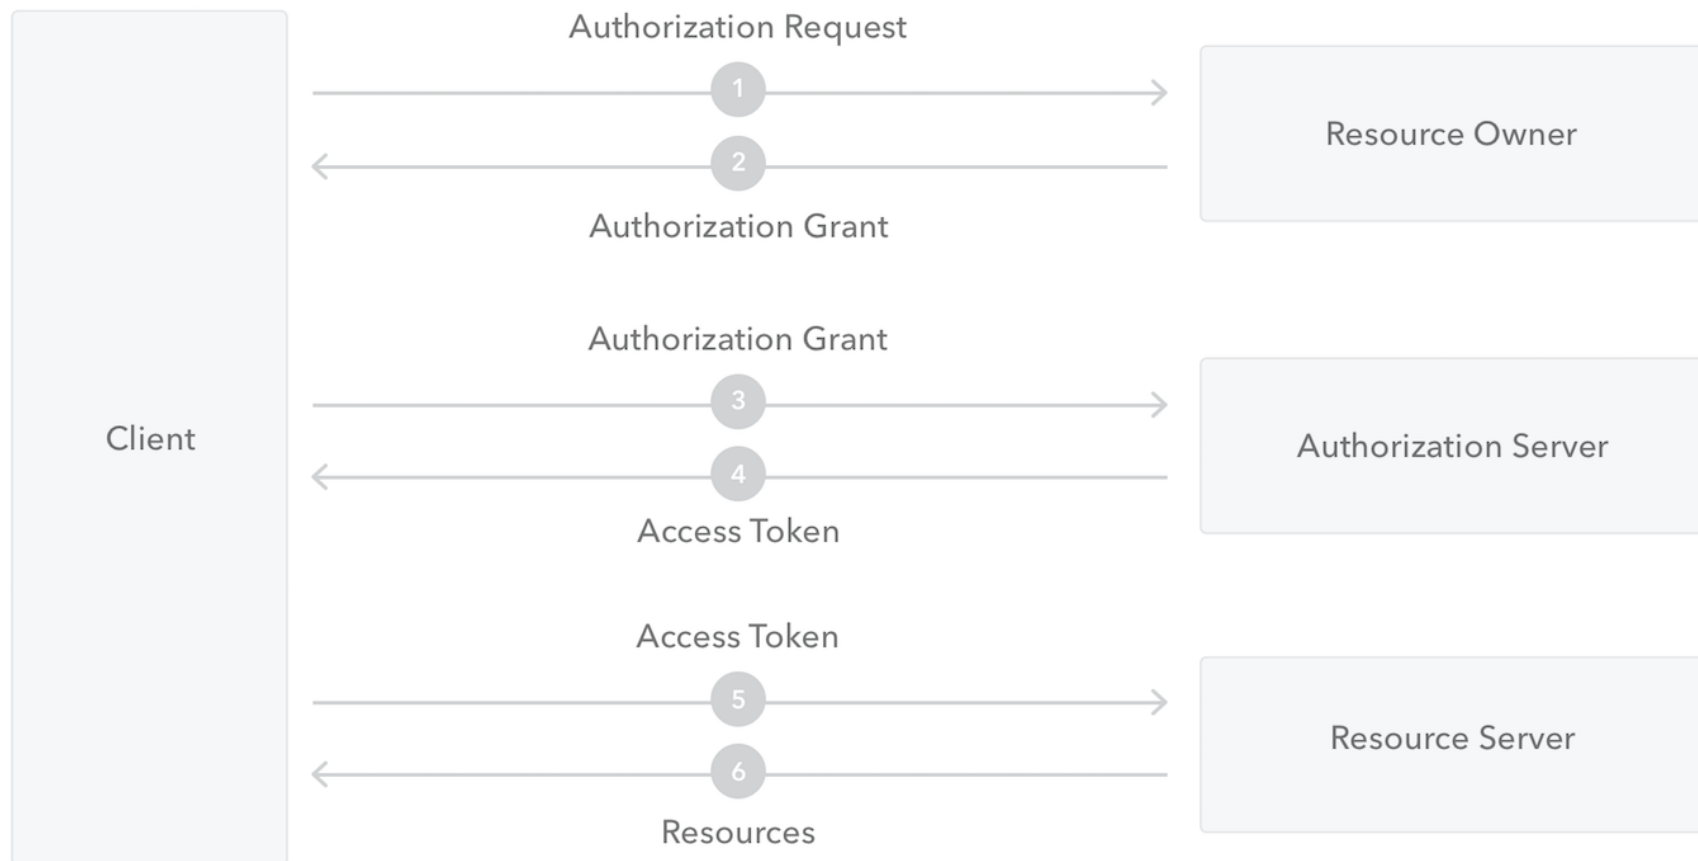 Authorization Request
1
Resource Owner
2
Authorization Grant
Authorization Grant
3
Client
Authorization Server
4
Access Token
Access Token
5
Resource Server
6
Resources